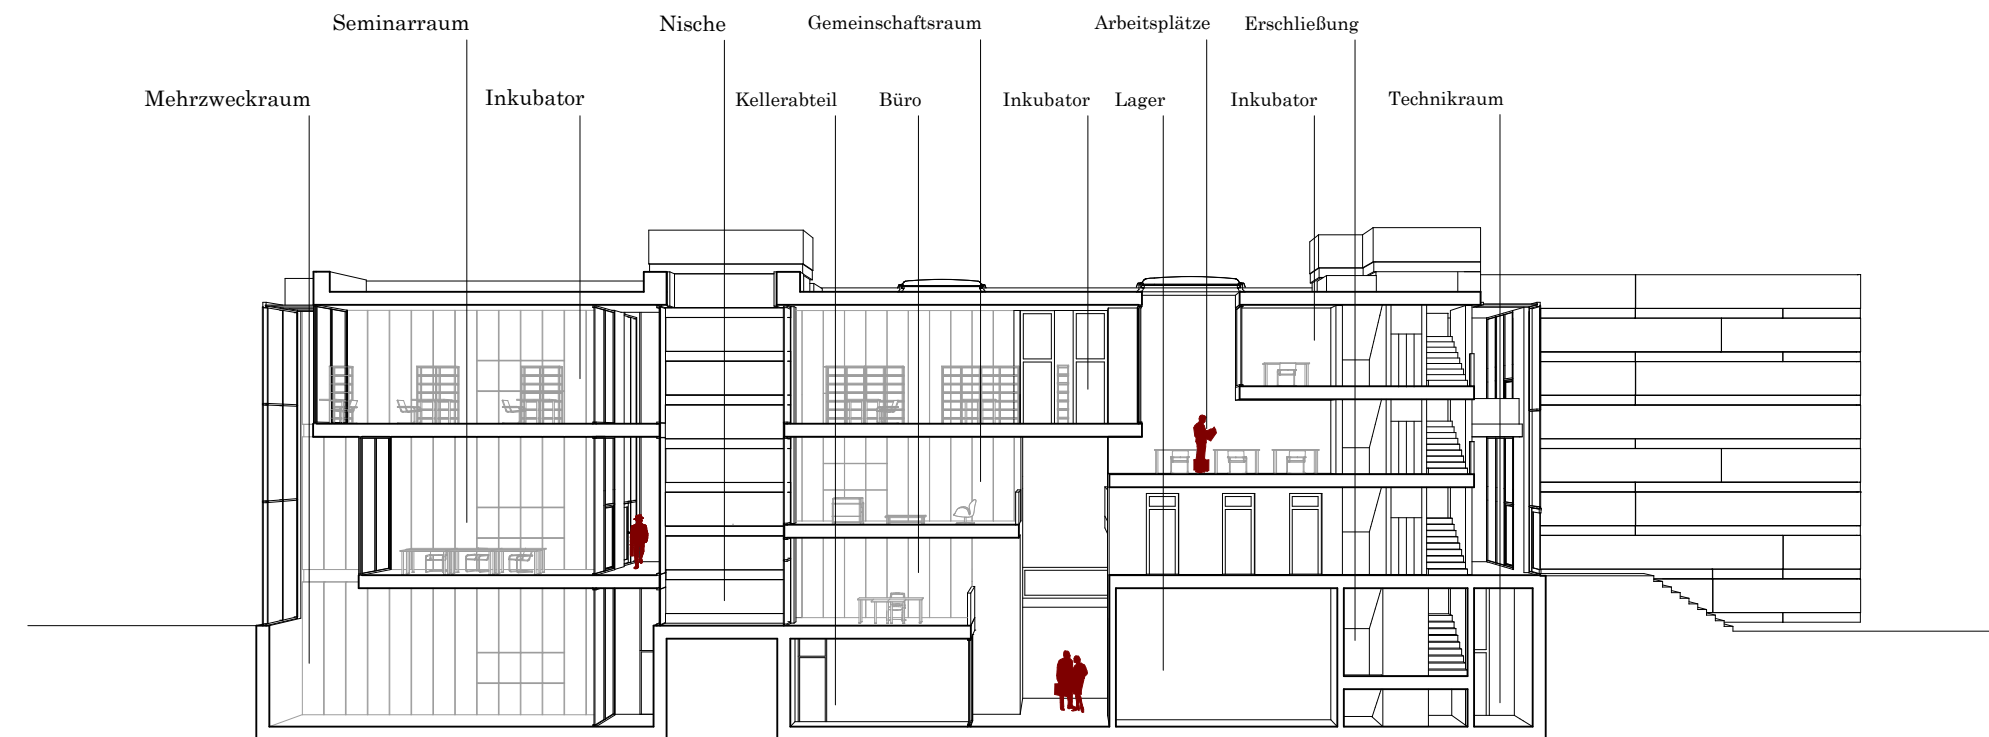 Seminarraum
Nische
Gemeinschaftsraum
Arbeitsplätze
Erschließung
Mehrzweckraum
Inkubator
Kellerabteil
Büro
Inkubator
Lager
Inkubator
Technikraum